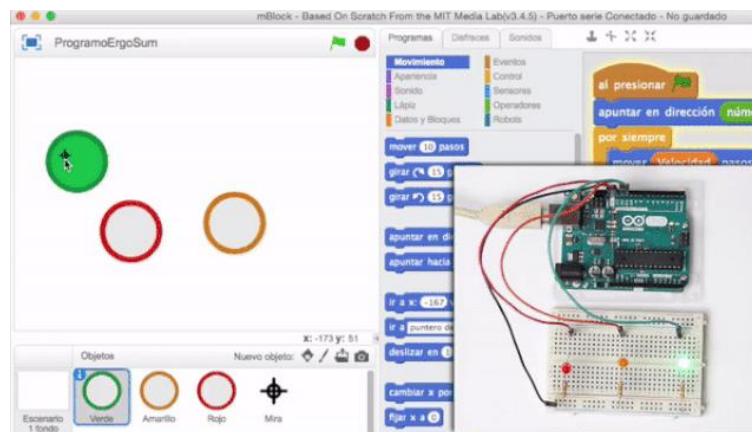 mBlock - Based On Scratch From the MIT Media Lab(v3.4.5) - Puerto serie Conectado - No guardado
ProgramoErgoSum
Programas Disfraces Sonidos
Movimiento
Apariencia
Sonido
Lápiz
Datos y Bloques
Eventos
Control
Sensores
Operadores
Robots
mover 10 pasos
girar 15
girar 15
apuntar en
apuntar hacia
ir a x: -167
ir a puntero
deslizar en
cambiar x por
fijar x a 0
al presionar
apuntar en dirección
por siempre
mover Velocidad pasos
x: -173 y: 51
Objetos
Nuevo objeto:
Escenario
1 fondo
Verde
Amarillo
Rojo
Mira